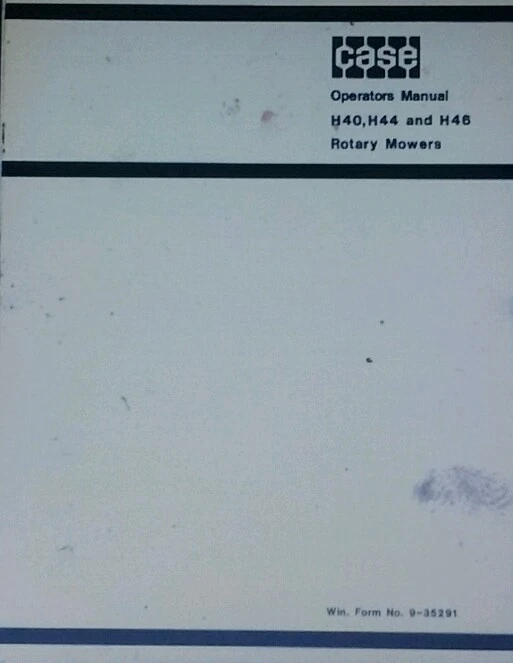 case
Operators Manual
H40,H44 and H46
Rotary Mowers
Win. Form No. 9-35291